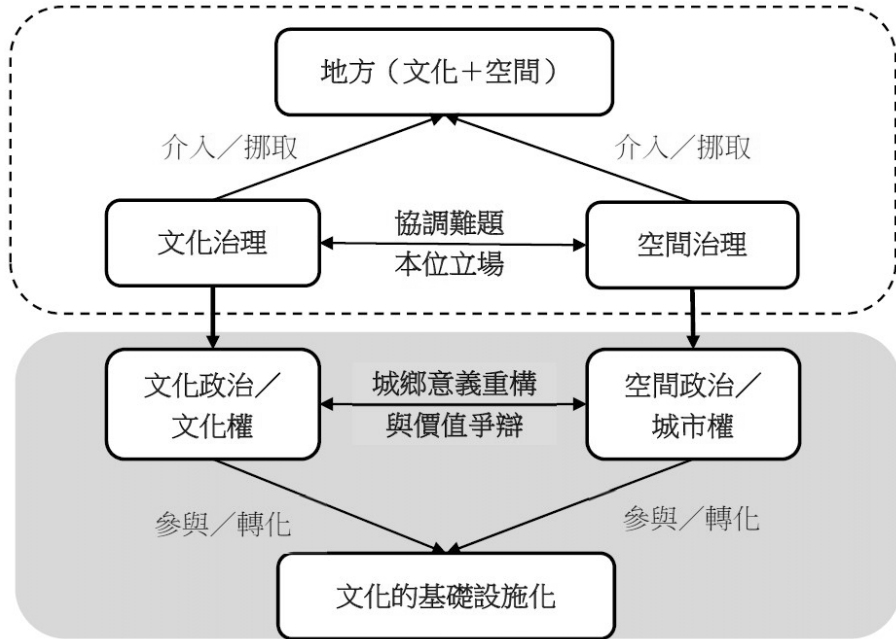 地方（文化＋空間）
介入／挪取
介入／挪取
文化治理
協調難題
本位立場
空間治理
文化政治／
文化權
城鄉意義重構
與價值爭辯
空間政治／
城市權
參與／轉化
參與／轉化
文化的基礎設施化